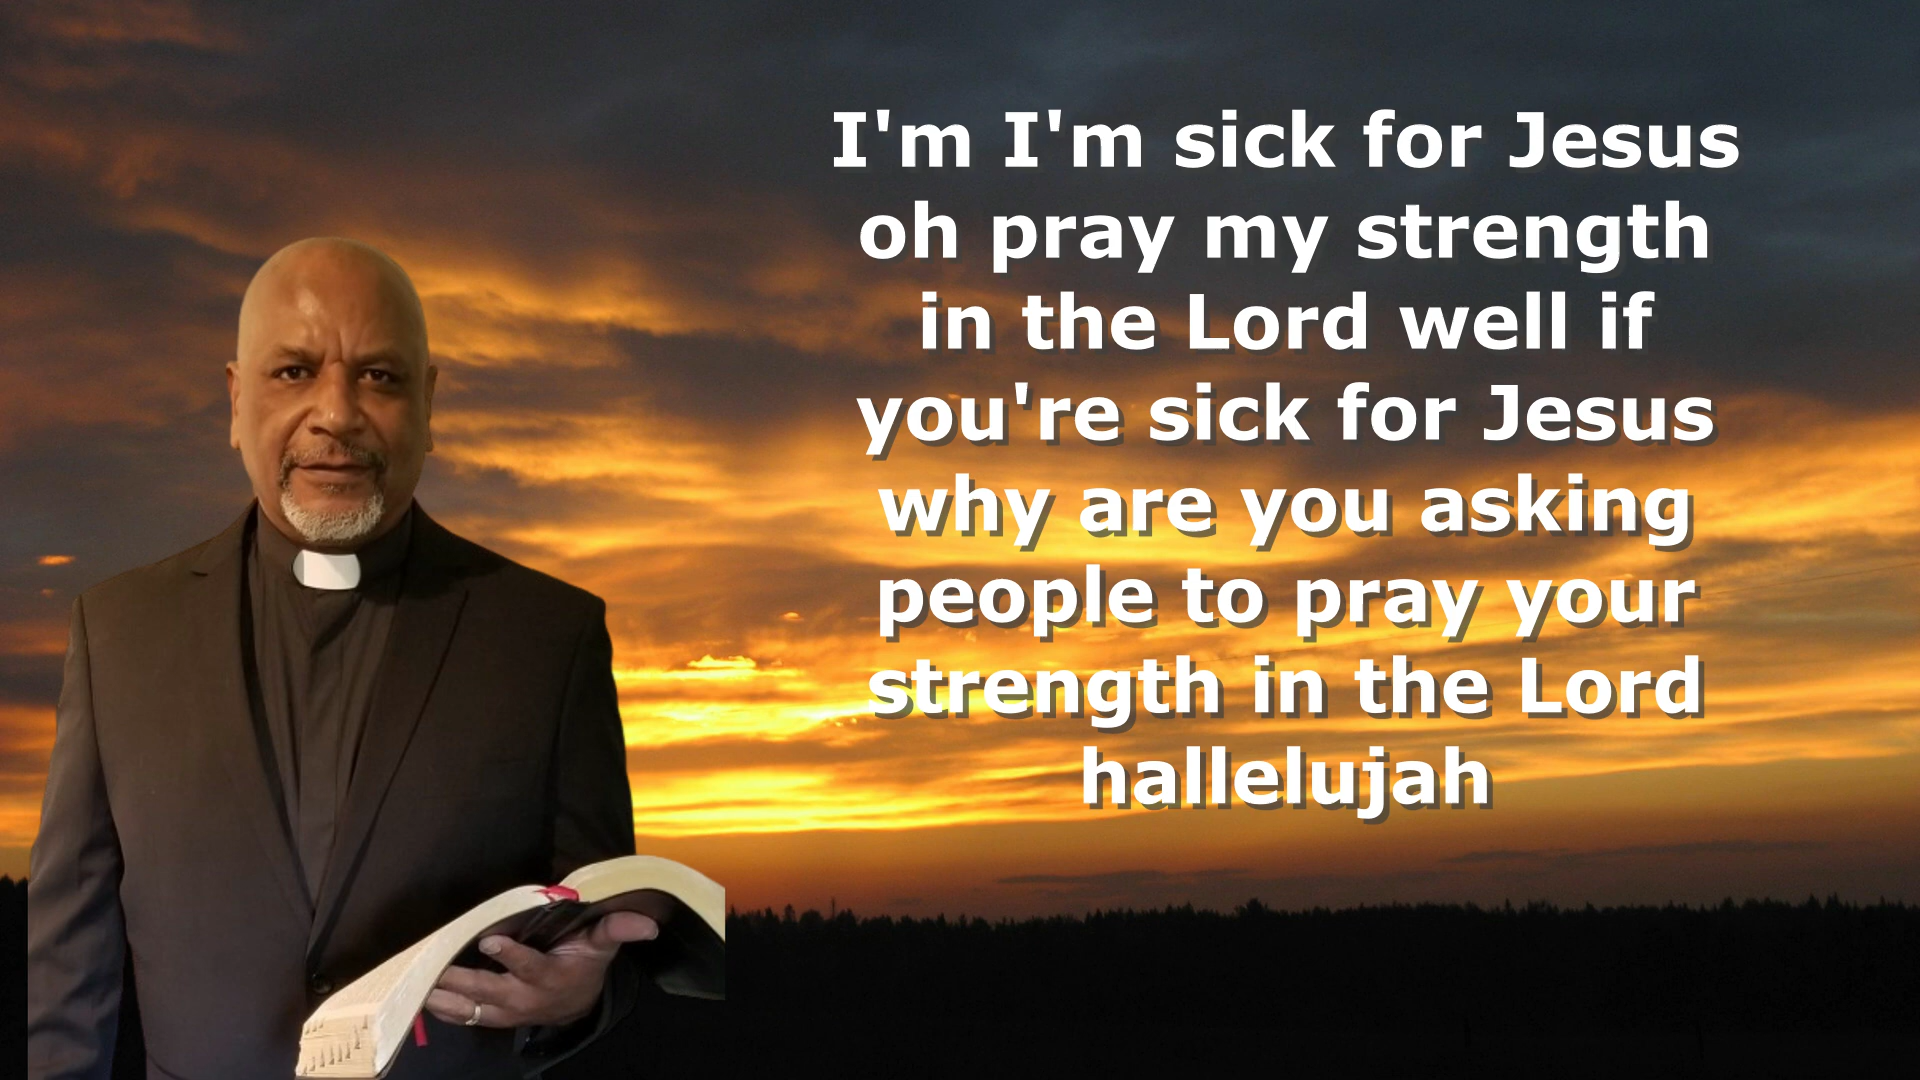 I'm I'm sick for Jesus
oh pray my strength
in the Lord well if
you're sick for Jesus
why are you asking
people to pray your
strength in the Lord
hallelujah